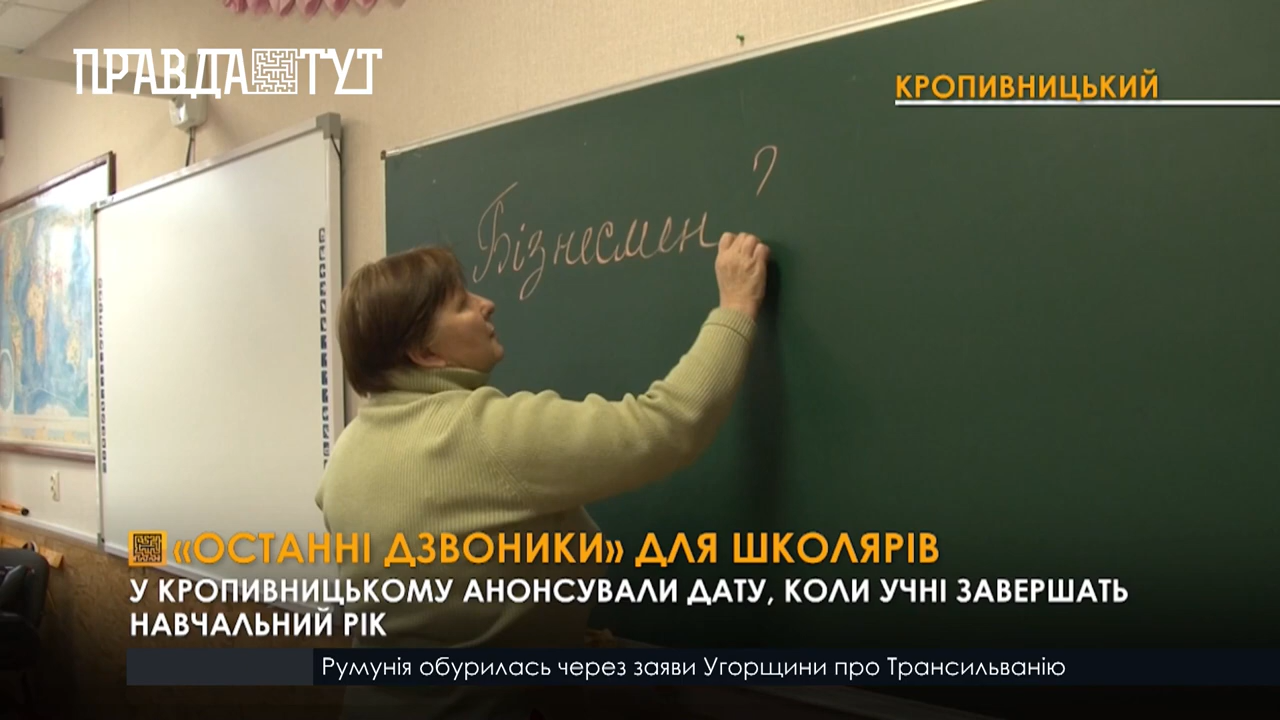 ПРАВДА ТУТ
КРОПИВНИЦЬКИЙ
Бізнесмен ?
«ОСТАННІ ДЗВОНИКИ» ДЛЯ ШКОЛЯРІВ
У КРОПИВНИЦЬКОМУ АНОНСУВАЛИ ДАТУ, КОЛИ УЧНІ ЗАВЕРШАТЬ
НАВЧАЛЬНИЙ РІК
Румунія обурилась через заяви Угорщини про Трансильванію